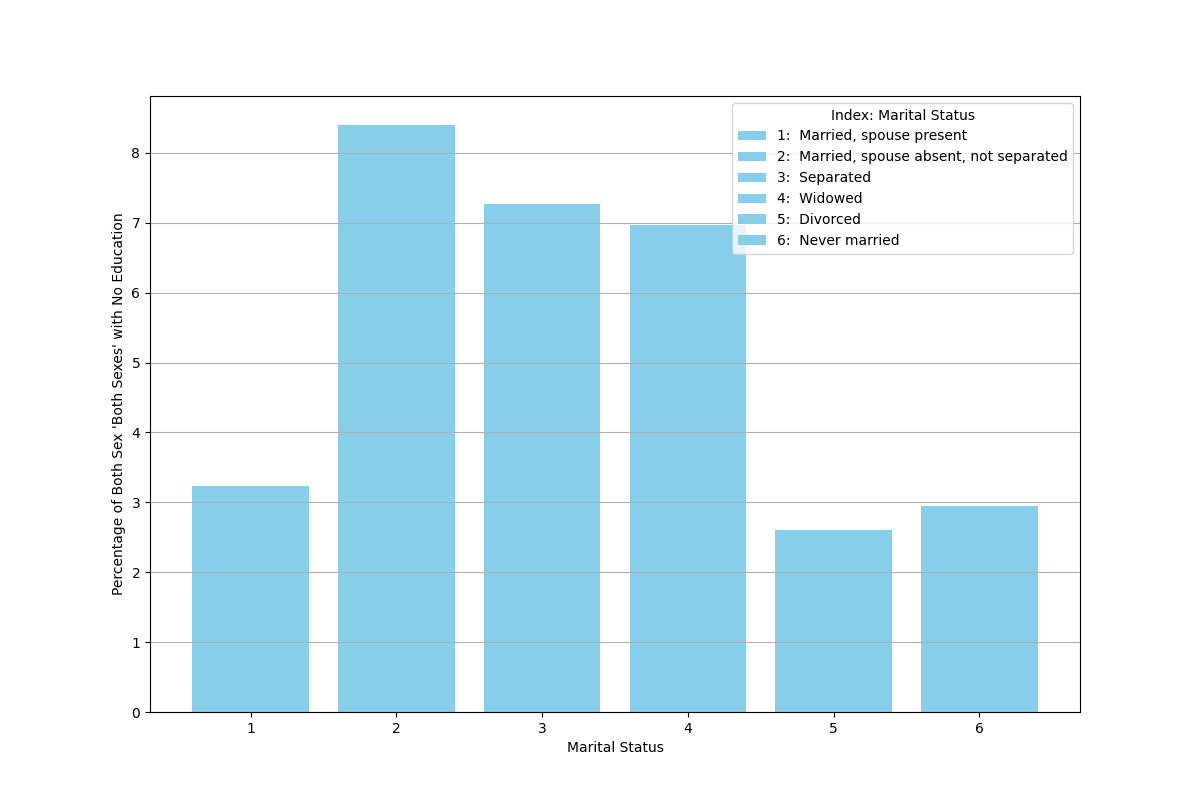 Index: Marital Status
1:  Married, spouse present
2:  Married, spouse absent, not separated
3:  Separated
4:  Widowed
5:  Divorced
6:  Never married
Percentage of Both Sex 'Both Sexes' with No Education
8
7
6
5
4
3
2
1
0
1 2 3 4 5 6
Marital Status